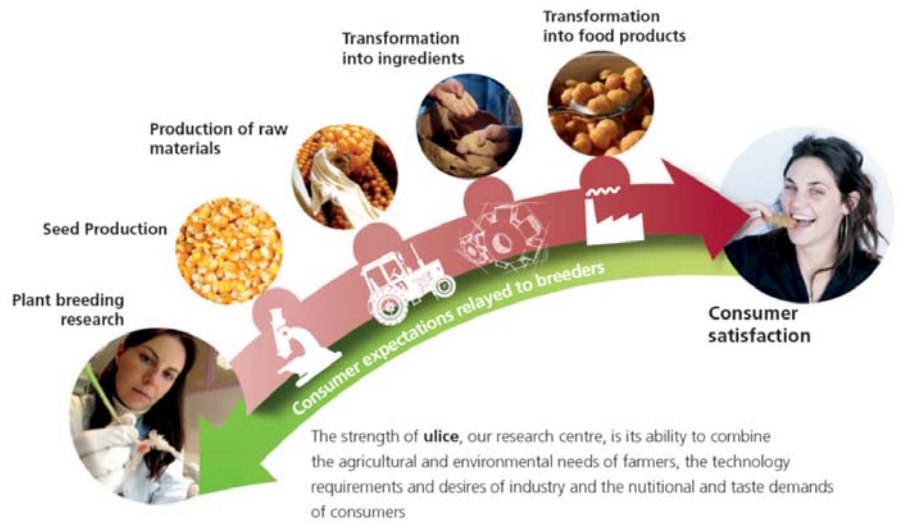 Transformation
into food products
Transformation
into ingredients
Production of raw
materials
Seed Production
Plant breeding
research
Consumer expectations relayed to breeders
Consumer
satisfaction
The strength of ulice, our research centre, is its ability to combine
the agricultural and environmental needs of farmers, the technology
requirements and desires of industry and the nutitional and taste demands
of consumers